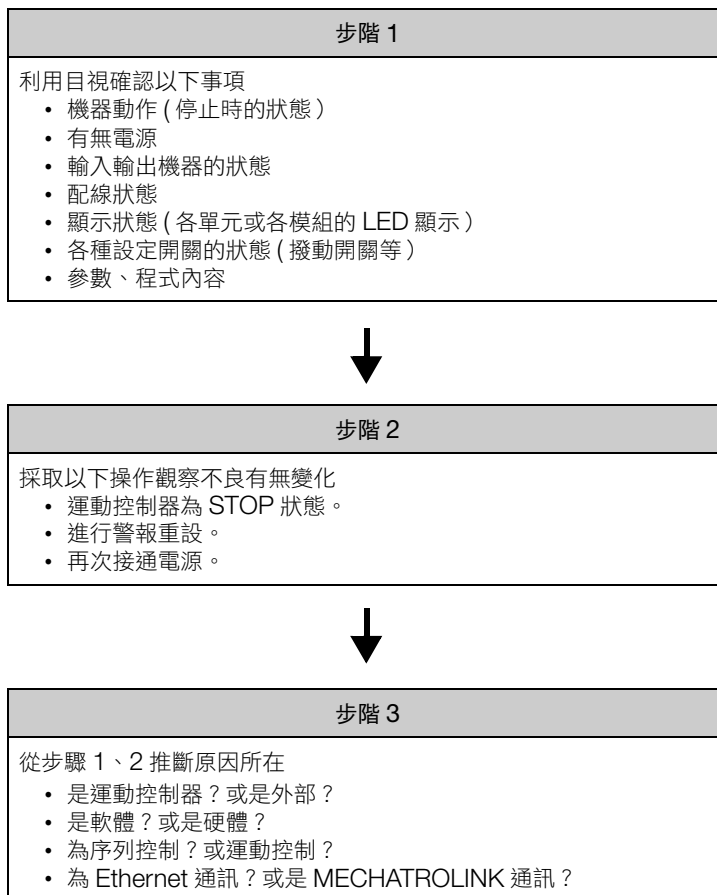 步階 1
利用目視確認以下事項
• 機器動作 ( 停止時的狀態 )
• 有無電源
• 輸入輸出機器的狀態
• 配線狀態
• 顯示狀態 ( 各單元或各模組的 LED 顯示 )
• 各種設定開關的狀態 ( 撥動開關等 )
• 參數、程式內容
步階 2
採取以下操作觀察不良有無變化
• 運動控制器為 STOP 狀態。
• 進行警報重設。
• 再次接通電源。
步階 3
從步驟 1、2 推斷原因所在
• 是運動控制器？或是外部？
• 是軟體？或是硬體？
• 為序列控制？或運動控制？
• 為 Ethernet 通訊？或是 MECHATROLINK 通訊？